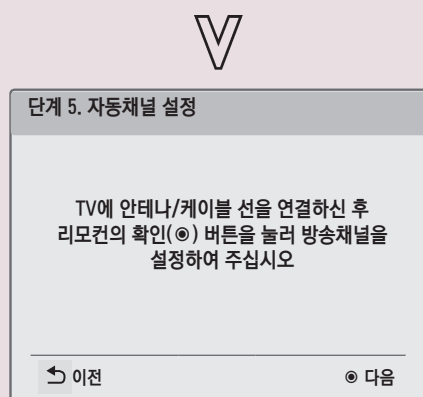 단계 5. 자동채널 설정
TV에 안테나/케이블 선을 연결하신 후
리모컨의 확인(◉) 버튼을 눌러 방송채널을
설정하여 주십시오
이전 ◉ 다음